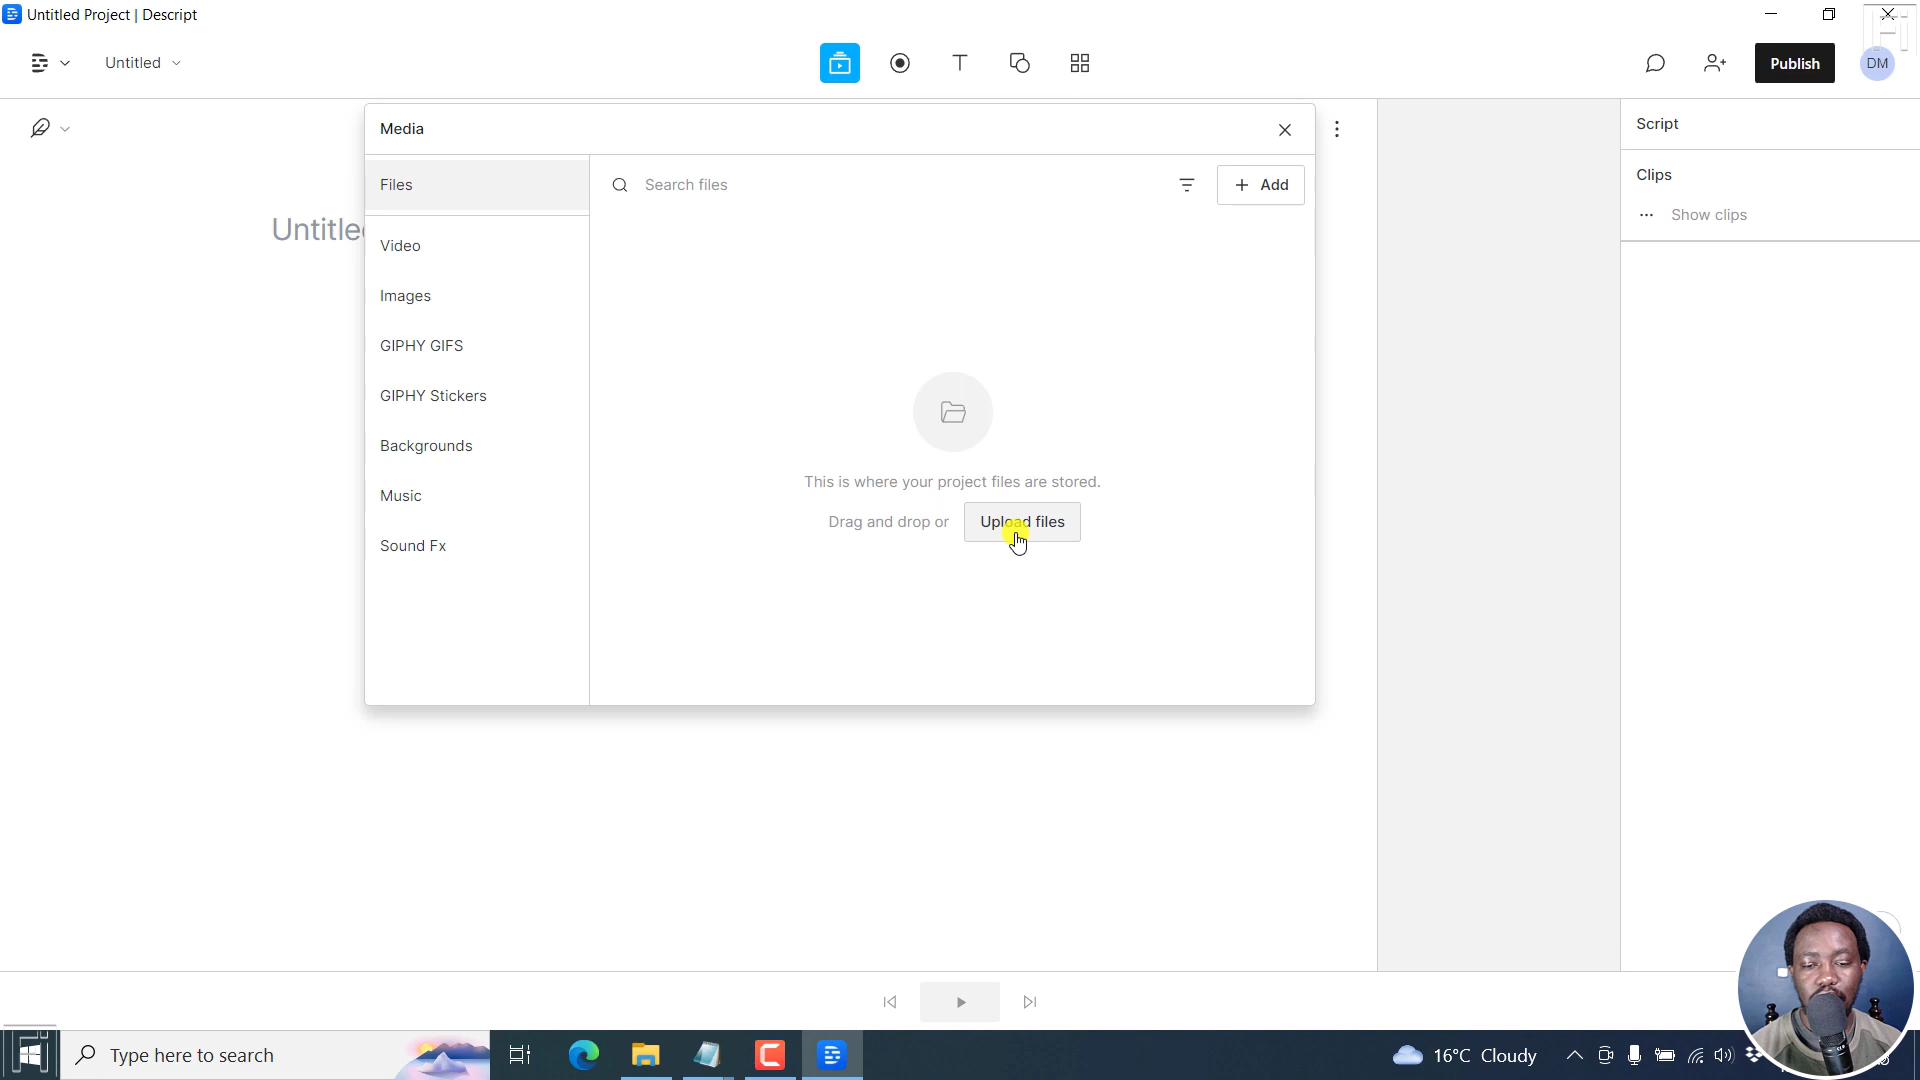 Untitled Project | Descript
Untitled
Publish
DM
Media
Script
Files
Search files
Add
Clips
Show clips
Video
Images
GIPHY GIFS
GIPHY Stickers
Backgrounds
Music
Sound Fx
This is where your project files are stored.
Drag and drop or
Upload files
Type here to search
16°C Cloudy